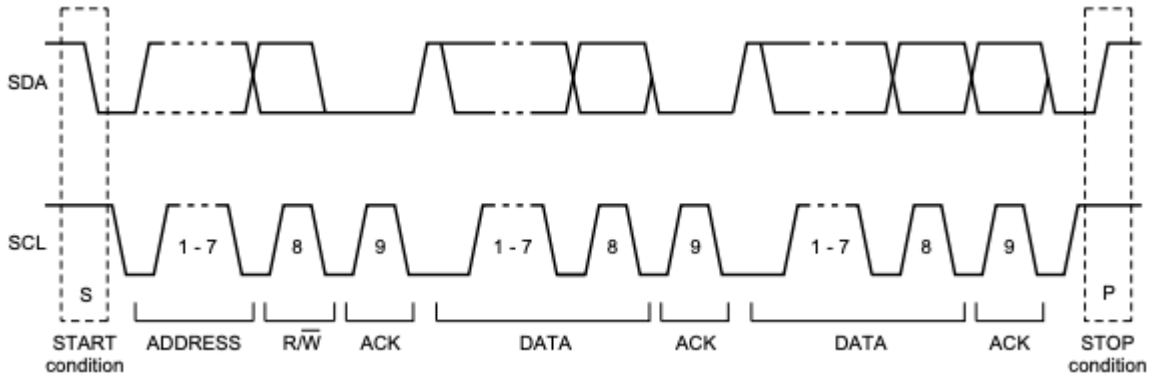 SDA
SCL
1 - 7
8
9
1 - 7
8
9
1 - 7
8
9
S
P
START
condition
ADDRESS
R/W̅
ACK
DATA
ACK
DATA
ACK
STOP
condition